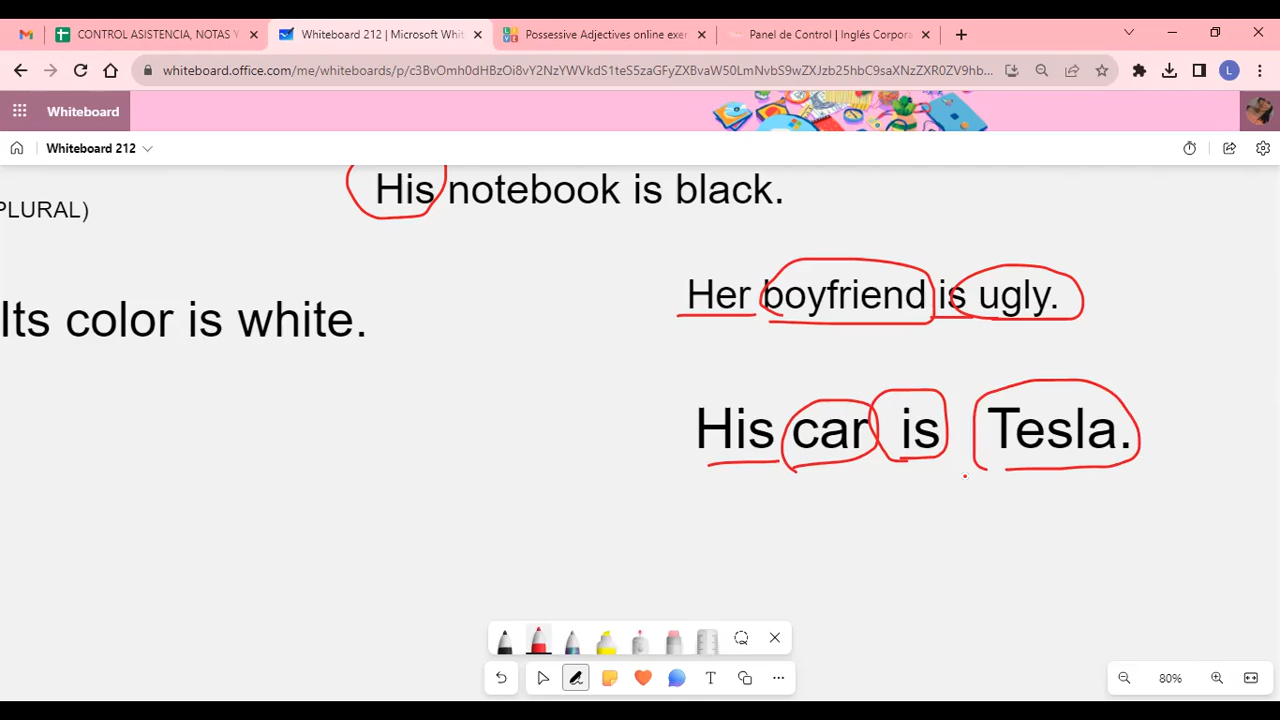 CONTROL ASISTENCIA, NOTAS Y
Whiteboard 212 | Microsoft Whit
Possessive Adjectives online exer
Panel de Control | Inglés Corpora
whiteboard.office.com/me/whiteboards/p/c3BvOmh0dHBzOi8vY2NzYWVkdS1teS5zaGFyZXBvaW50LmNvbS9wZXJzb25hbC9saXNzZXR0ZV9hb...
L
Whiteboard
Whiteboard 212
His notebook is black.
PLURAL)
Her boyfriend is ugly.
Its color is white.
His car is Tesla.
80%